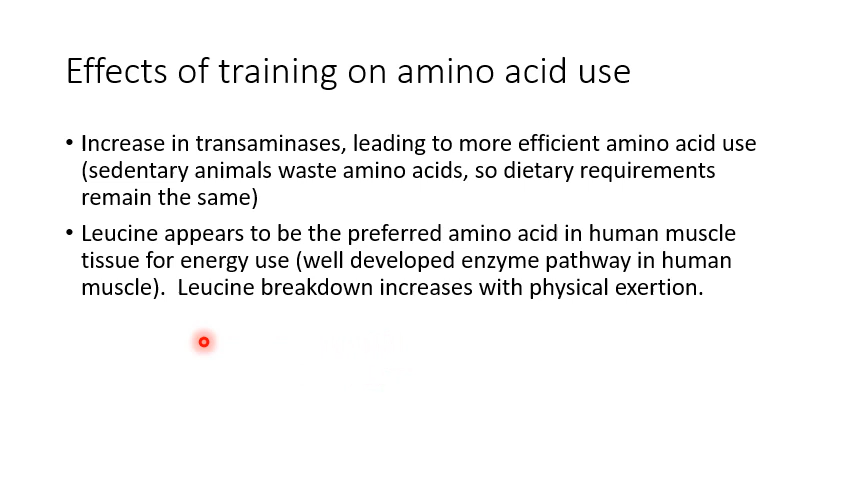 Effects of training on amino acid use
• Increase in transaminases, leading to more efficient amino acid use
(sedentary animals waste amino acids, so dietary requirements
remain the same)
• Leucine appears to be the preferred amino acid in human muscle
tissue for energy use (well developed enzyme pathway in human
muscle).  Leucine breakdown increases with physical exertion.